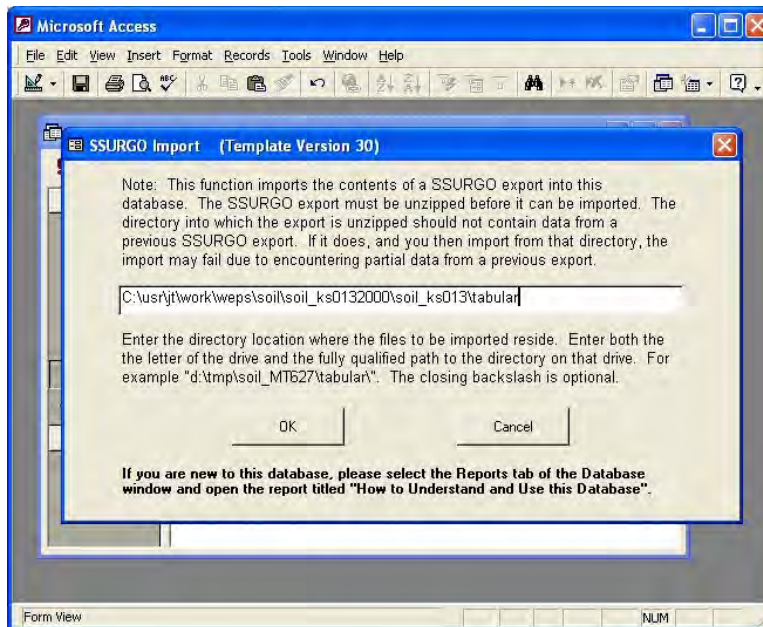 Microsoft Access
File Edit View Insert Format Records Tools Window Help
SSURGO Import (Template Version 30)
Note: This function imports the contents of a SSURGO export into this
database. The SSURGO export must be unzipped before it can be imported. The
directory into which the export is unzipped should not contain data from a
previous SSURGO export. If it does, and you then import from that directory, the
import may fail due to encountering partial data from a previous export.
C:\usr\jt\work\weps\soil\soil_ks0132000\soil_ks013\tabular
Enter the directory location where the files to be imported reside. Enter both the
the letter of the drive and the fully qualified path to the directory on that drive. For
example "d:\tmp\soil_MT627\tabular\". The closing backslash is optional.
OK Cancel
If you are new to this database, please select the Reports tab of the Database
window and open the report titled "How to Understand and Use this Database".
Form View NUM